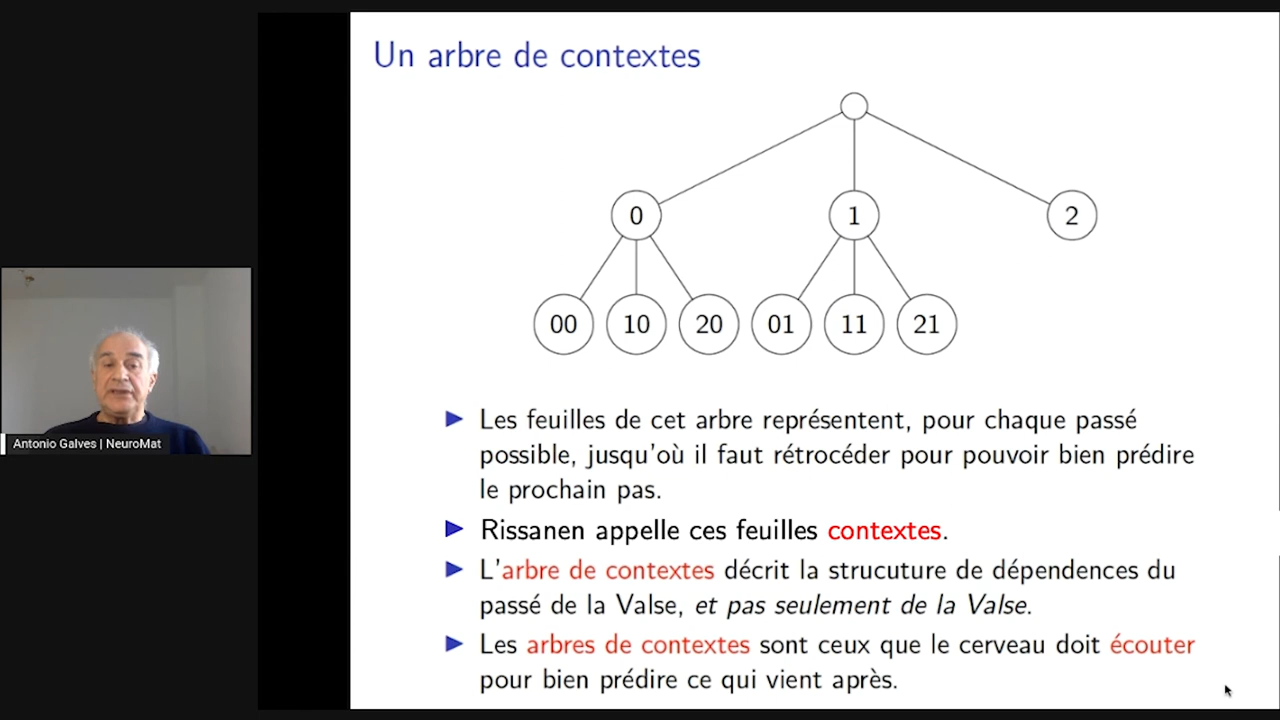 Un arbre de contextes
0 1 2
00 10 20 01 11 21
▶ Les feuilles de cet arbre représentent, pour chaque passé
possible, jusqu'où il faut rétrocéder pour pouvoir bien prédire
le prochain pas.
▶ Rissanen appelle ces feuilles contextes.
▶ L'arbre de contextes décrit la strucuture de dépendences du
passé de la Valse, et pas seulement de la Valse.
▶ Les arbres de contextes sont ceux que le cerveau doit écouter
pour bien prédire ce qui vient après.
Antonio Galves | NeuroMat